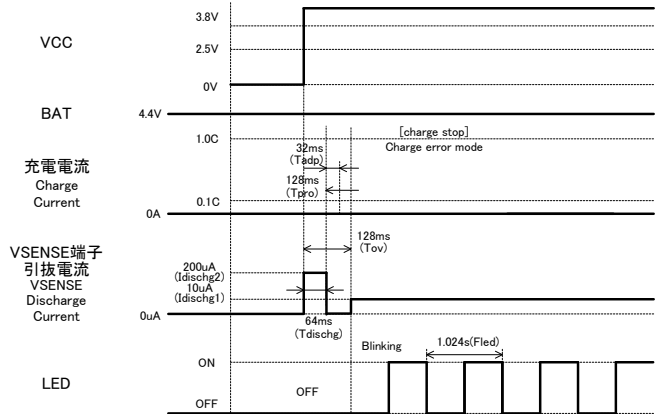 VCC
3.8V
2.5V
0V
BAT
4.4V
充電電流
Charge
Current
1.0C
0.1C
0A
[charge stop]
Charge error mode
32ms
(Tadp)
128ms
(Tpro)
VSENSE端子
引抜電流
VSENSE
Discharge
Current
200uA
(Idischg2)
10uA
(Idischg1)
0uA
128ms
(Tov)
64ms
(Tdischg)
LED
ON
OFF
OFF
Blinking
1.024s(Fled)